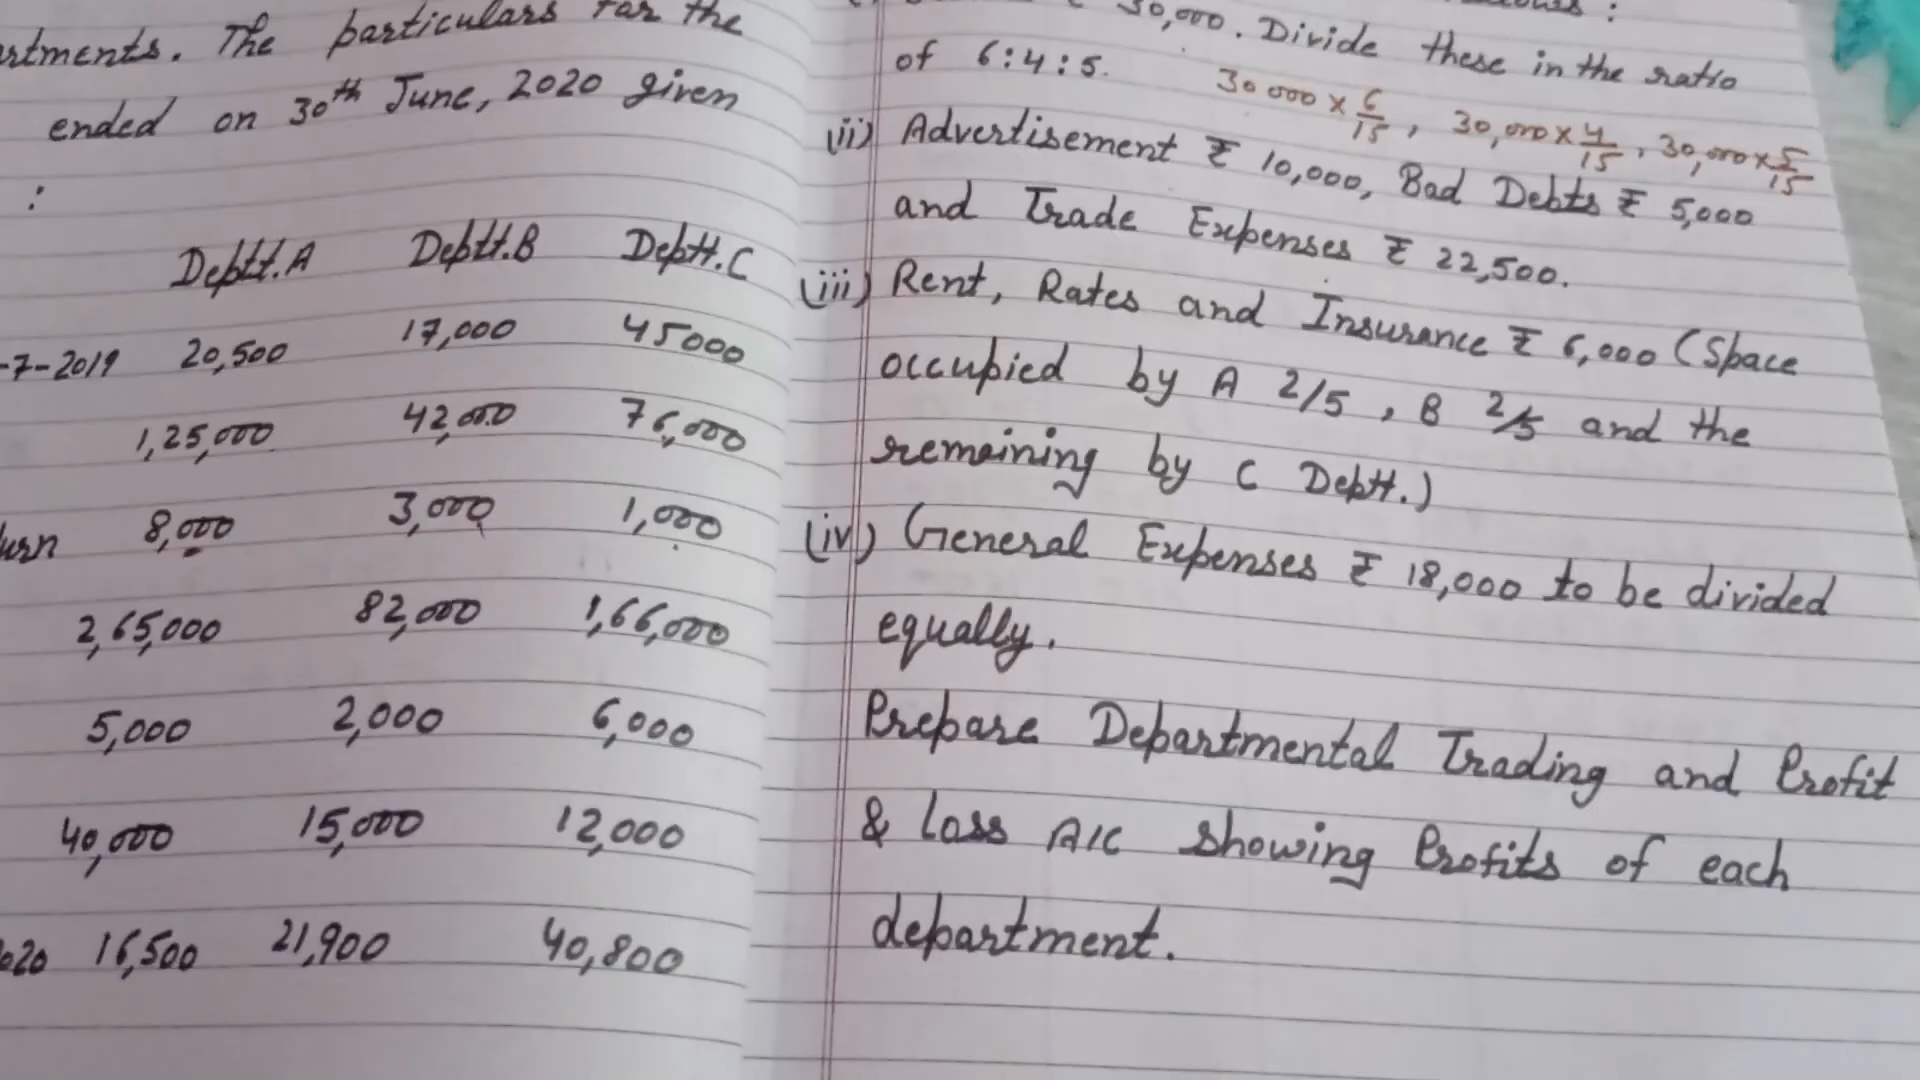 The particulars for the
ended on 30th June, 2020 given
:
Deptt.A Deptt.B Deptt.C
-7-2019 20,500 17,000 45000
1,25,000 42,000 76,000
8,000 3,000 1,000
2,65,000 82,000 1,66,000
5,000 2,000 6,000
40,000 15,000 12,000
16,500 21,900 40,800
30,000. Divide these in the ratio
of 6:4:5.
30000 x 6/15, 30,000 x 4/15, 30,000 x 5/15
(ii) Advertisement ₹ 10,000, Bad Debts ₹ 5,000
and Trade Expenses ₹ 22,500.
(iii) Rent, Rates and Insurance ₹ 6,000 (Space
occupied by A 2/5, B 2/5 and the
remaining by C Deptt.)
(iv) General Expenses ₹ 18,000 to be divided
equally.
Prepare Departmental Trading and Profit
& Loss A/C showing Profits of each
department.